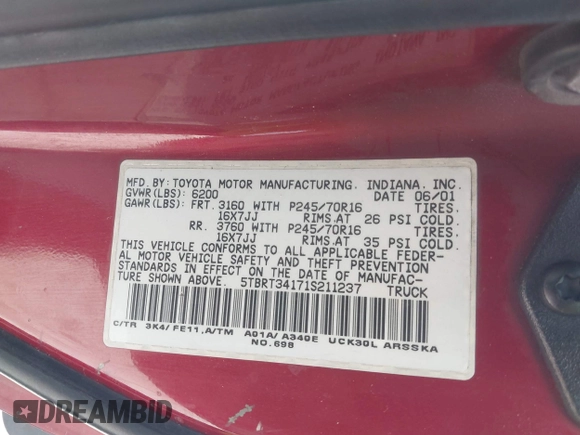 MFD. BY: TOYOTA MOTOR MANUFACTURING. INDIANA. INC.
GVWR(LBS): 6200 DATE: 06/01
GAWR(LBS): FRT. 3160 WITH P245/70R16 TIRES.
16X7JJ RIMS.AT 26 PSI COLD.
RR. 3760 WITH P245/70R16 TIRES.
16X7JJ RIMS.AT 35 PSI COLD.
THIS VEHICLE CONFORMS TO ALL APPLICABLE FEDER-
AL MOTOR VEHICLE SAFETY AND THEFT PREVENTION
STANDARDS IN EFFECT ON THE DATE OF MANUFAC-
TURE SHOWN ABOVE. 5TBRT34171S211237 TRUCK
C/TR 3K4/FE11,A/TM A01A/A340E UCK30L ARSSKA
NO.698
DREAMBID